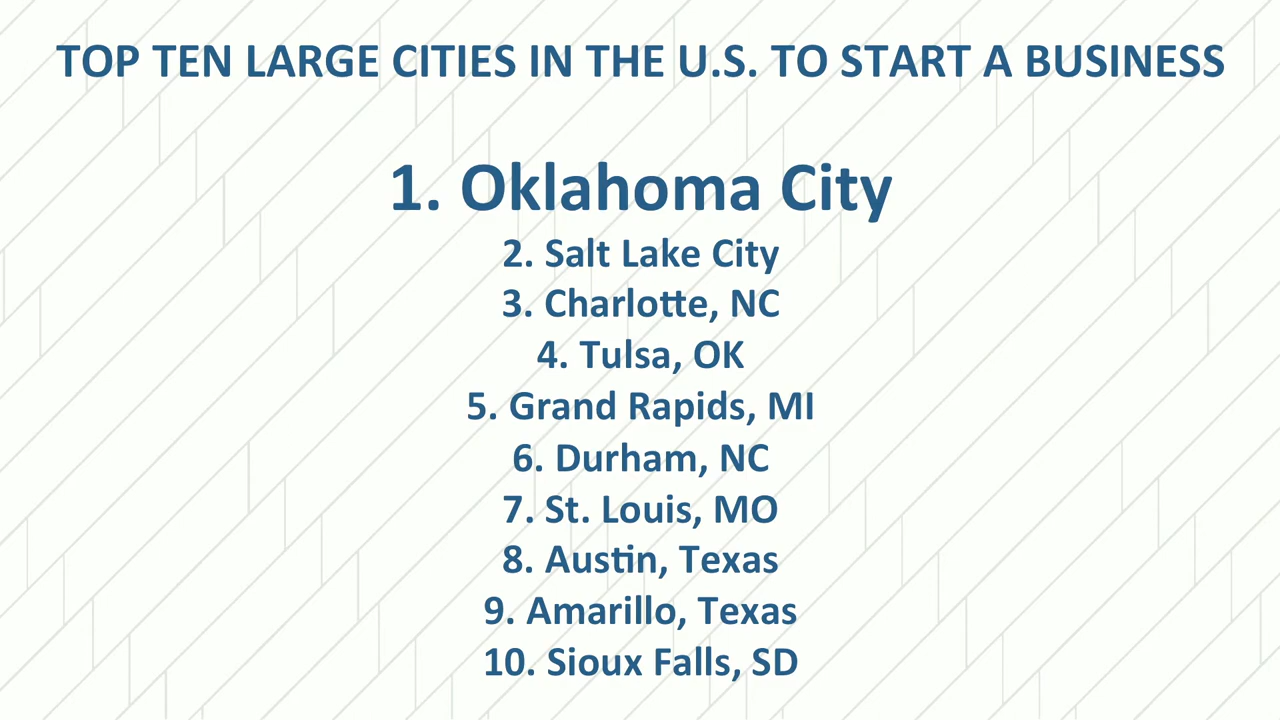 TOP TEN LARGE CITIES IN THE U.S. TO START A BUSINESS
1. Oklahoma City
2. Salt Lake City
3. Charlotte, NC
4. Tulsa, OK
5. Grand Rapids, MI
6. Durham, NC
7. St. Louis, MO
8. Austin, Texas
9. Amarillo, Texas
10. Sioux Falls, SD